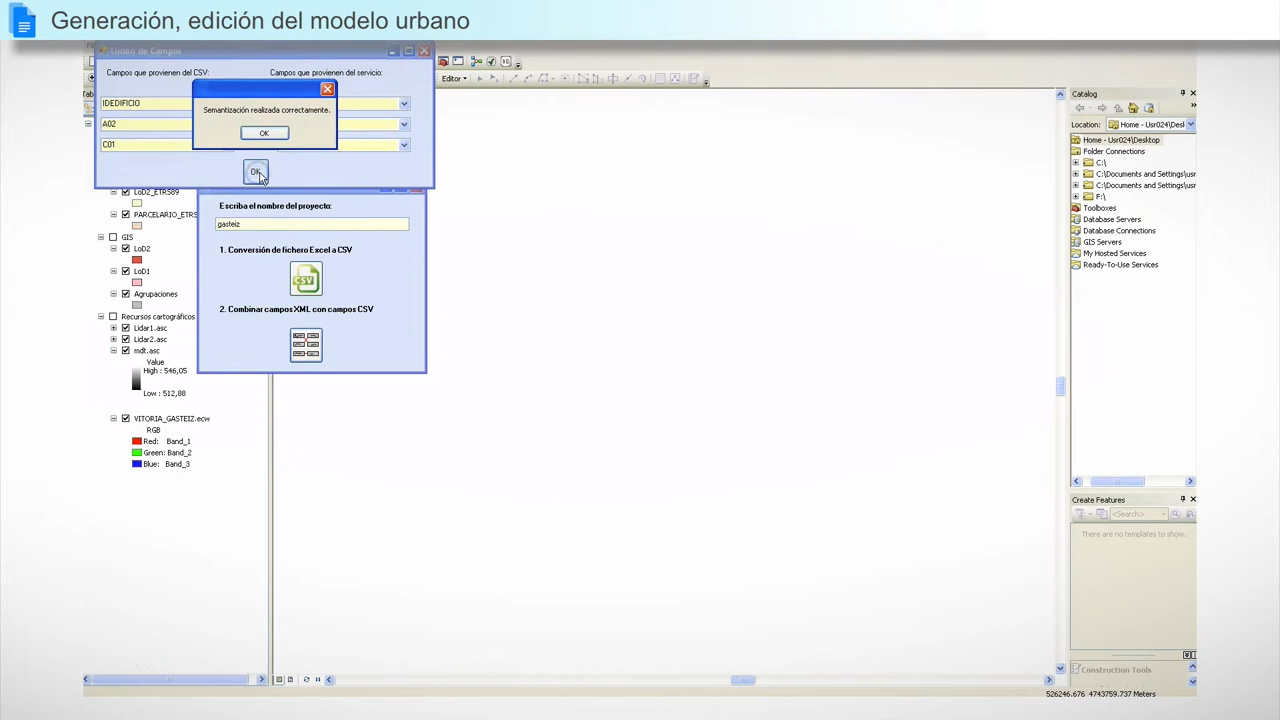 Generación, edición del modelo urbano
Unión de Campos
Campos que provienen del CSV:
Campos que provienen del servicio:
IDEDIFICIO
A02
C01
Semantización realizada correctamente.
OK
OK
Escriba el nombre del proyecto:
gasteiz
1. Conversión de fichero Excel a CSV
CSV
2. Combinar campos XML con campos CSV
Editor
LoD2_ETRS89
PARCELARIO_ETRS
GIS
LoD2
LoD1
Agrupaciones
Recursos cartográficos
Lidar1.asc
Lidar2.asc
mdt.asc
Value
High : 546,05
Low : 512,88
VITORIA_GASTEIZ.ecw
RGB
Red: Band_1
Green: Band_2
Blue: Band_3
Catalog
Location: Home - Usr024\Desk
Home - Usr024\Desktop
Folder Connections
C:\
C:\Documents and Settings\usr
C:\Documents and Settings\usr
F:\
Toolboxes
Database Servers
Database Connections
GIS Servers
My Hosted Services
Ready-To-Use Services
Create Features
<Search>
There are no templates to show.
Construction Tools
526246.676 4743759.737 Meters